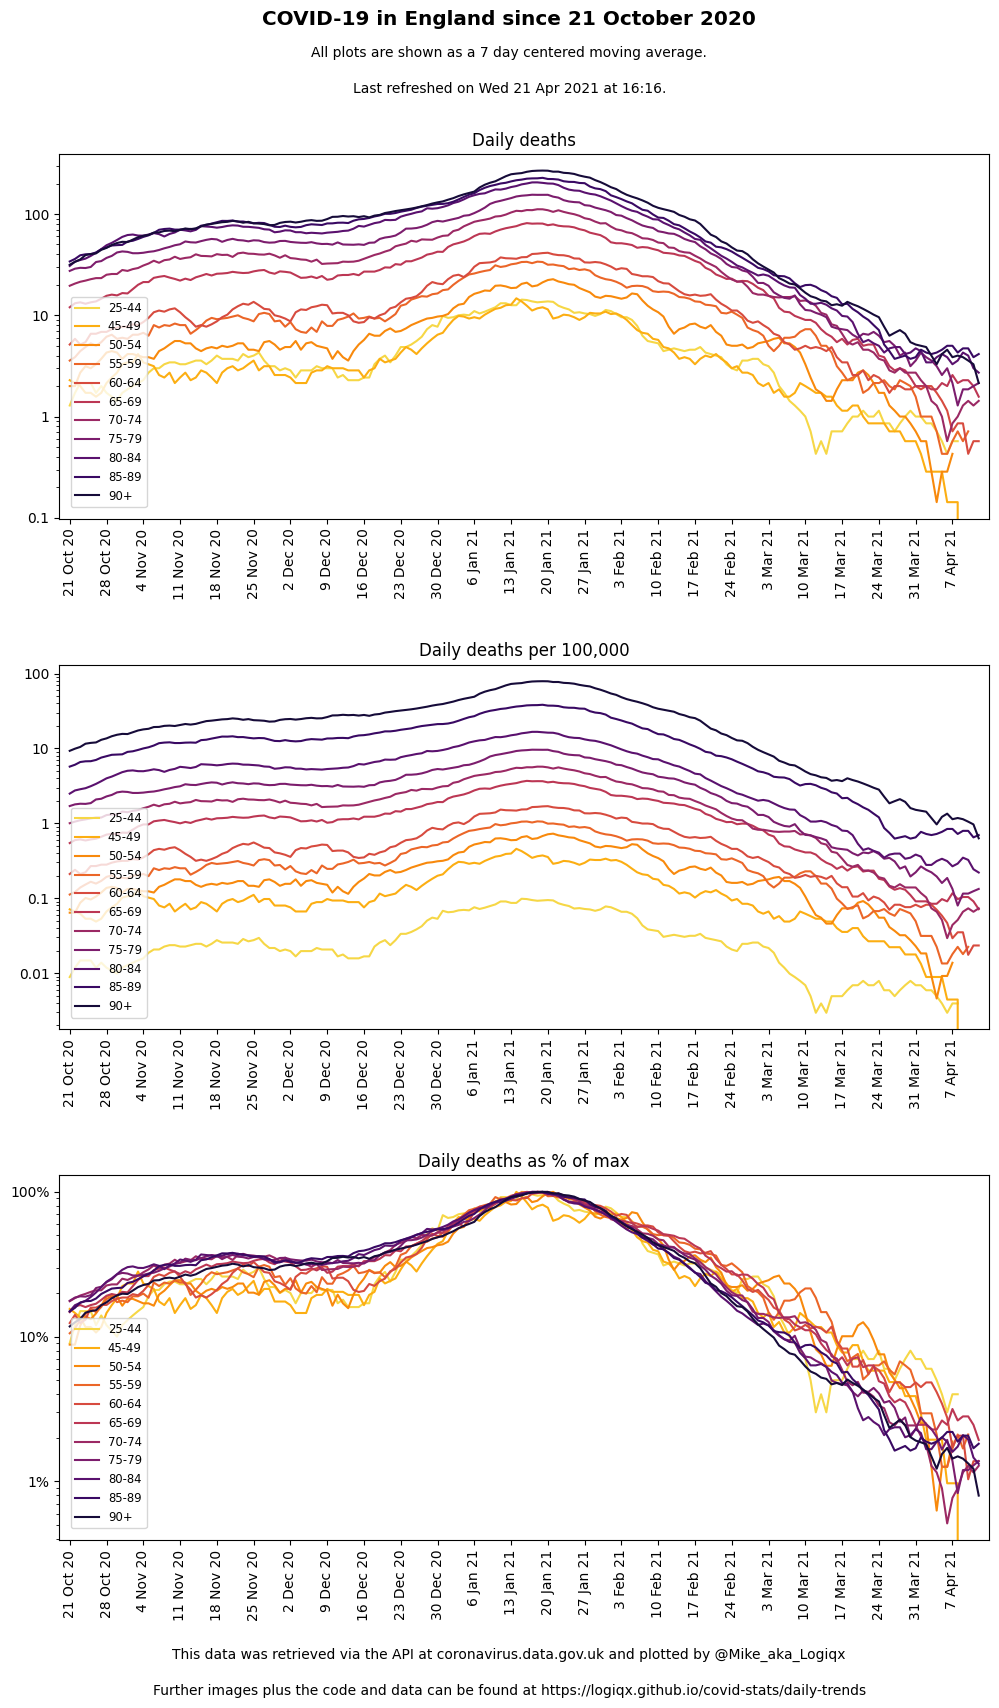 COVID-19 in England since 21 October 2020
All plots are shown as a 7 day centered moving average.
Last refreshed on Wed 21 Apr 2021 at 16:16.
Daily deaths
100
10
1
0.1
25-44
45-49
50-54
55-59
60-64
65-69
70-74
75-79
80-84
85-89
90+
21 Oct 20
28 Oct 20
4 Nov 20
11 Nov 20
18 Nov 20
25 Nov 20
2 Dec 20
9 Dec 20
16 Dec 20
23 Dec 20
30 Dec 20
6 Jan 21
13 Jan 21
20 Jan 21
27 Jan 21
3 Feb 21
10 Feb 21
17 Feb 21
24 Feb 21
3 Mar 21
10 Mar 21
17 Mar 21
24 Mar 21
31 Mar 21
7 Apr 21
Daily deaths per 100,000
100
10
1
0.1
0.01
25-44
45-49
50-54
55-59
60-64
65-69
70-74
75-79
80-84
85-89
90+
21 Oct 20
28 Oct 20
4 Nov 20
11 Nov 20
18 Nov 20
25 Nov 20
2 Dec 20
9 Dec 20
16 Dec 20
23 Dec 20
30 Dec 20
6 Jan 21
13 Jan 21
20 Jan 21
27 Jan 21
3 Feb 21
10 Feb 21
17 Feb 21
24 Feb 21
3 Mar 21
10 Mar 21
17 Mar 21
24 Mar 21
31 Mar 21
7 Apr 21
Daily deaths as % of max
100%
10%
1%
25-44
45-49
50-54
55-59
60-64
65-69
70-74
75-79
80-84
85-89
90+
21 Oct 20
28 Oct 20
4 Nov 20
11 Nov 20
18 Nov 20
25 Nov 20
2 Dec 20
9 Dec 20
16 Dec 20
23 Dec 20
30 Dec 20
6 Jan 21
13 Jan 21
20 Jan 21
27 Jan 21
3 Feb 21
10 Feb 21
17 Feb 21
24 Feb 21
3 Mar 21
10 Mar 21
17 Mar 21
24 Mar 21
31 Mar 21
7 Apr 21
This data was retrieved via the API at coronavirus.data.gov.uk and plotted by @Mike_aka_Logiqx
Further images plus the code and data can be found at https://logiqx.github.io/covid-stats/daily-trends